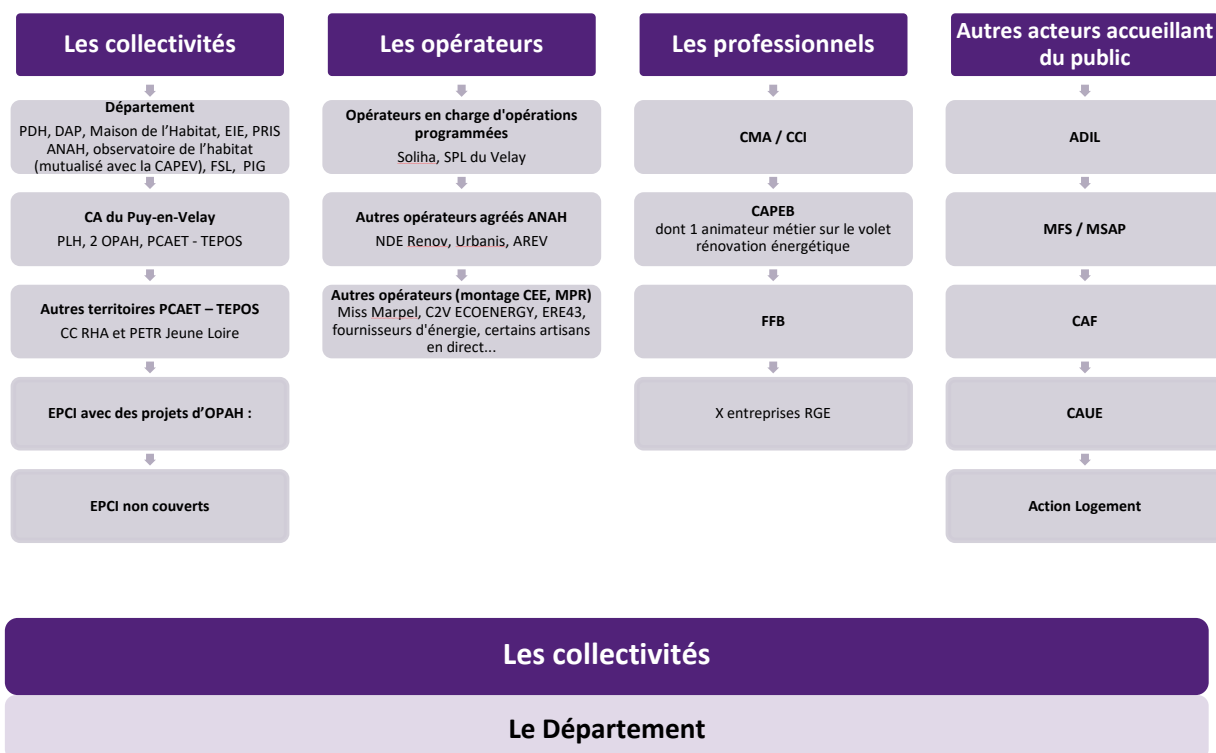 Les collectivités
Département
PDH, DAP, Maison de l'Habitat, EIE, PRIS
ANAH, observatoire de l'habitat
(mutualisé avec la CAPEV), FSL, PIG
CA du Puy-en-Velay
PLH, 2 OPAH, PCAET - TEPOS
Autres territoires PCAET – TEPOS
CC RHA et PETR Jeune Loire
EPCI avec des projets d'OPAH :
EPCI non couverts
Les opérateurs
Opérateurs en charge d'opérations
programmées
Soliha, SPL du Velay
Autres opérateurs agréés ANAH
NDE Renov, Urbanis, AREV
Autres opérateurs (montage CEE, MPR)
Miss Marpel, C2V ECOENERGY, ERE43,
fournisseurs d'énergie, certains artisans
en direct...
Les professionnels
CMA / CCI
CAPEB
dont 1 animateur métier sur le volet
rénovation énergétique
FFB
X entreprises RGE
Autres acteurs accueillant
du public
ADIL
MFS / MSAP
CAF
CAUE
Action Logement
Les collectivités
Le Département